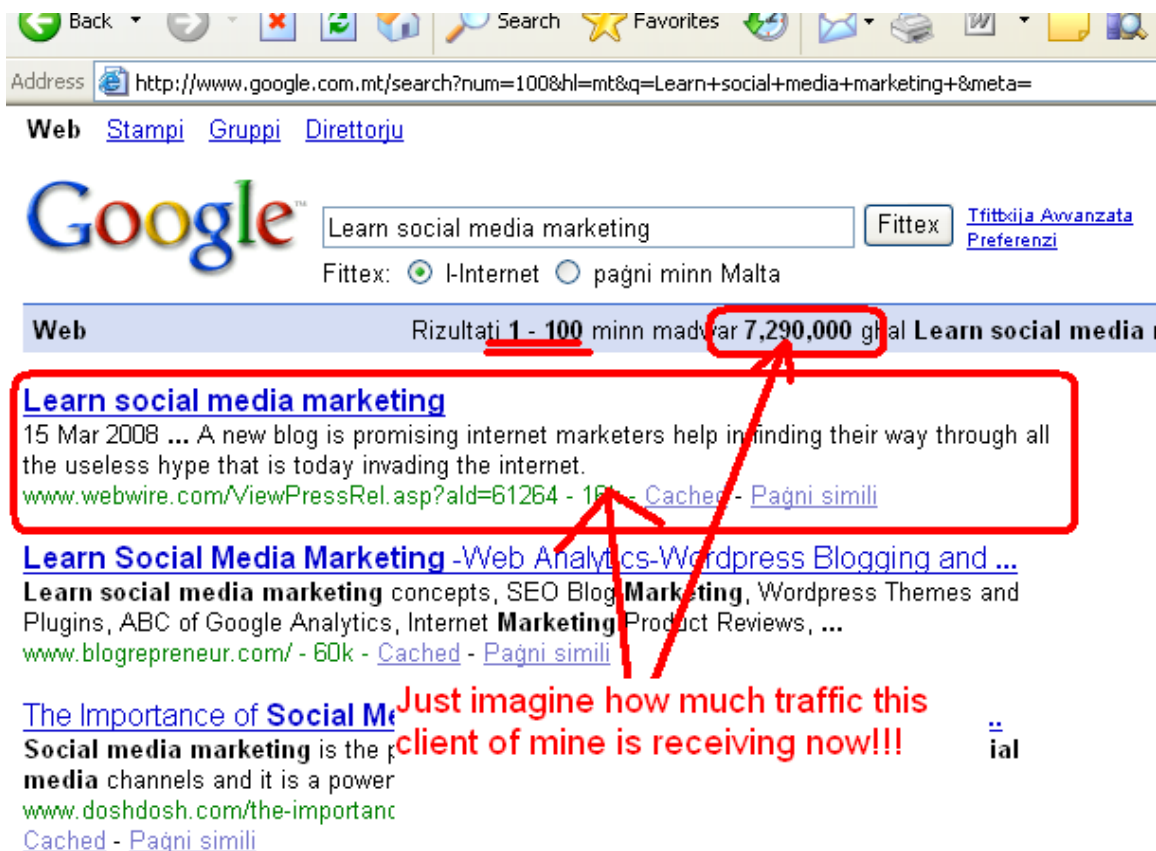 Back Search Favorites
Address http://www.google.com.mt/search?num=100&hl=mt&q=Learn+social+media+marketing+&meta=
Web Stampi Gruppi Direttorju
Google™
Learn social media marketing Fittex Tfittxija Avvanzata
Preferenzi
Fittex: l-Internet paġni minn Malta
Web Rizultati 1 - 100 minn madwar 7,290,000 għal Learn social media
Learn social media marketing
15 Mar 2008 ... A new blog is promising internet marketers help in finding their way through all
the useless hype that is today invading the internet.
www.webwire.com/ViewPressRel.asp?aId=61264 - 16k - Cached - Paġni simili
Learn Social Media Marketing -Web Analytics-Wordpress Blogging and ...
Learn social media marketing concepts, SEO Blog Marketing, Wordpress Themes and
Plugins, ABC of Google Analytics, Internet Marketing Product Reviews, ...
www.blogrepreneur.com/ - 60k - Cached - Paġni simili
Just imagine how much traffic this
client of mine is receiving now!!!
The Importance of Social Me ..
Social media marketing is the p ial
media channels and it is a power
www.doshdosh.com/the-importanc
Cached - Paġni simili